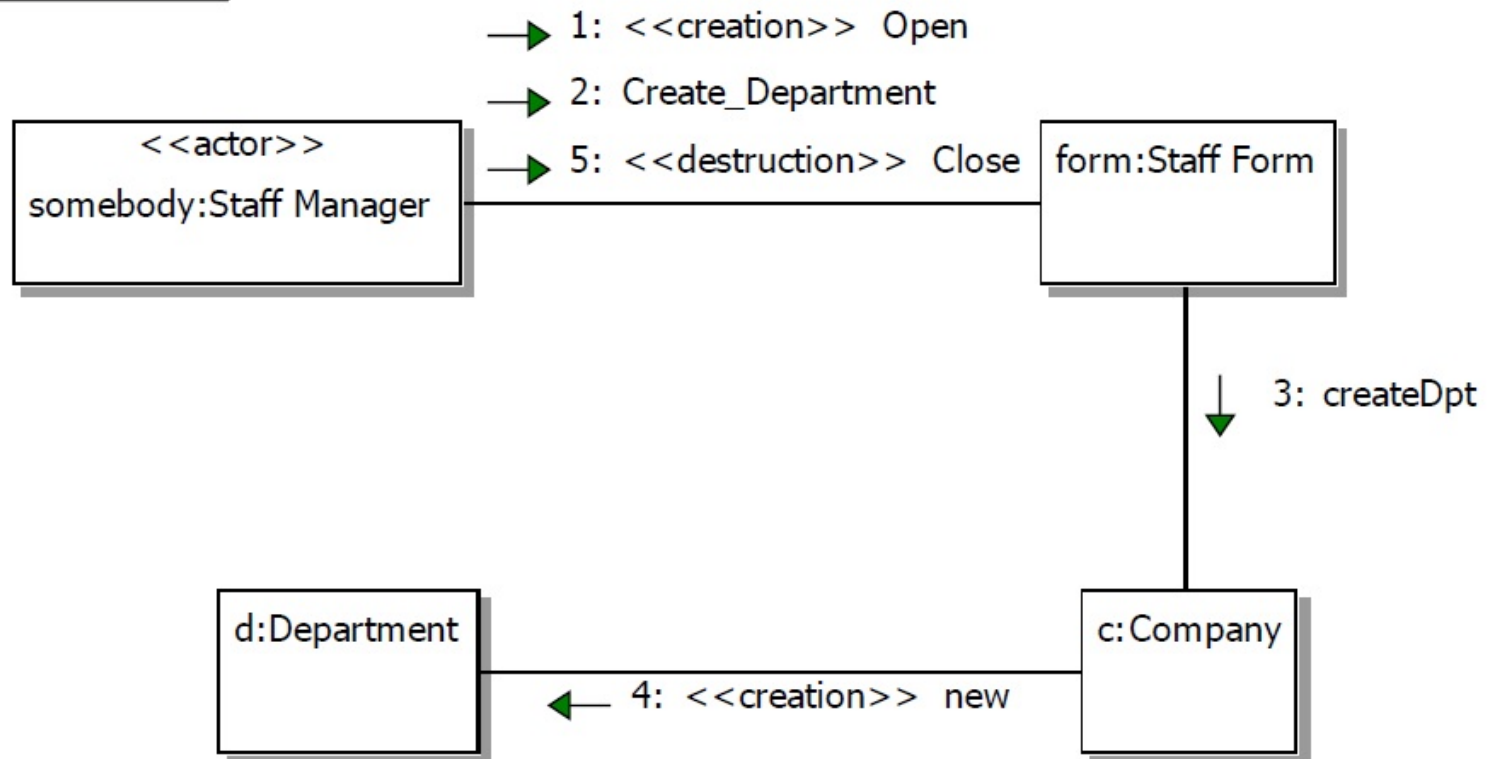 1: <<creation>> Open
2: Create_Department
5: <<destruction>> Close
<<actor>>
somebody:Staff Manager
form:Staff Form
3: createDpt
d:Department
c:Company
4: <<creation>> new